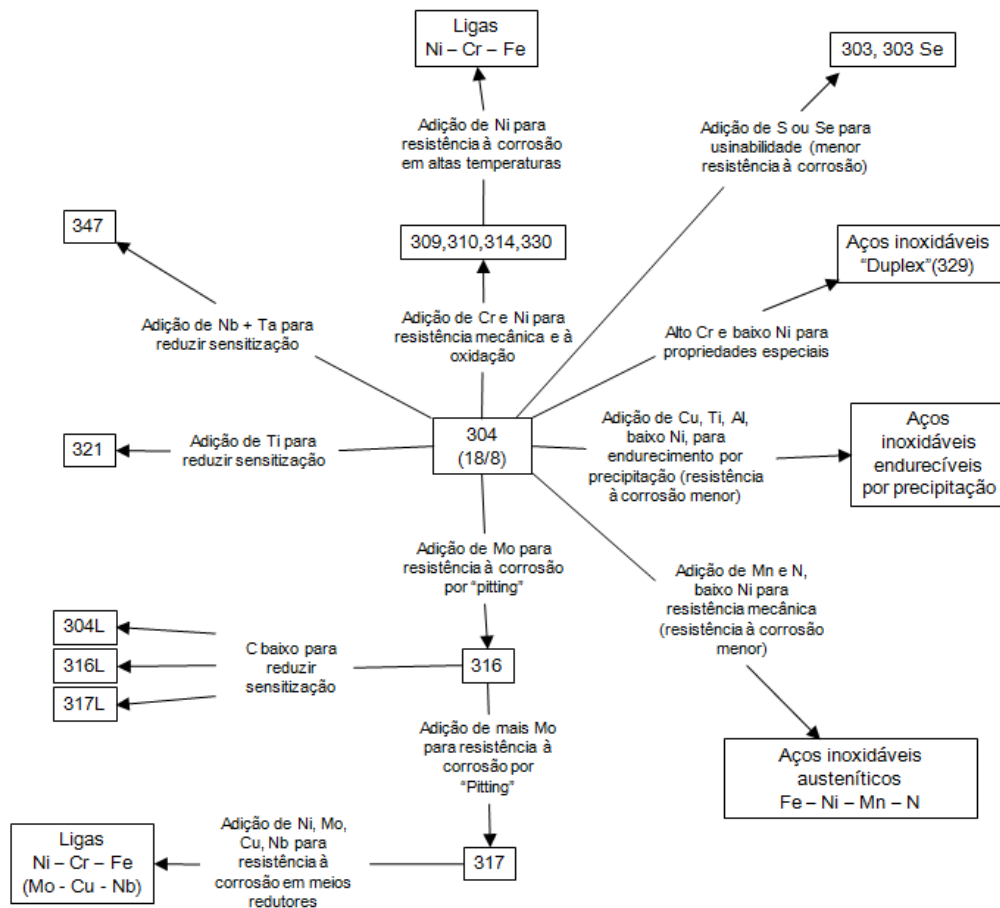 Ligas
Ni – Cr – Fe
303, 303 Se
Adição de Ni para
resistência à corrosão
em altas temperaturas
Adição de S ou Se para
usinabilidade (menor
resistência à corrosão)
347
309,310,314,330
Aços inoxidáveis
“Duplex”(329)
Adição de Nb + Ta para
reduzir sensitização
Adição de Cr e Ni para
resistência mecânica e à
oxidação
Alto Cr e baixo Ni para
propriedades especiais
321
Adição de Ti para
reduzir sensitização
304
(18/8)
Adição de Cu, Ti, Al,
baixo Ni, para
endurecimento por
precipitação (resistência
à corrosão menor)
Aços
inoxidáveis
endurecíveis
por precipitação
Adição de Mo para
resistência à corrosão
por “pitting”
Adição de Mn e N,
baixo Ni para
resistência mecânica
(resistência à corrosão
menor)
304L
316L
317L
C baixo para
reduzir
sensitização
316
Adição de mais Mo
para resistência à
corrosão por
“Pitting”
Aços inoxidáveis
austeníticos
Fe – Ni – Mn – N
Ligas
Ni – Cr – Fe
(Mo - Cu - Nb)
Adição de Ni, Mo,
Cu, Nb para
resistência à
corrosão em meios
redutores
317